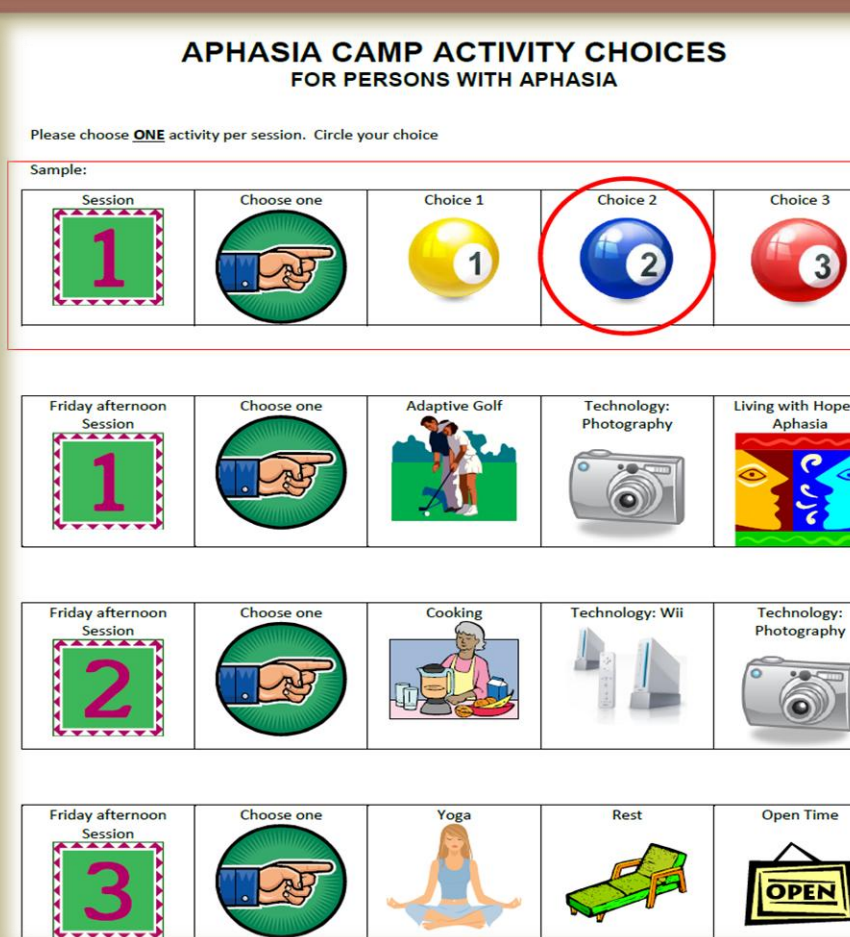 APHASIA CAMP ACTIVITY CHOICES
FOR PERSONS WITH APHASIA
Please choose ONE activity per session. Circle your choice
Sample:
Session
1
Choose one
Choice 1
1
Choice 2
2
Choice 3
3
Friday afternoon
Session
1
Choose one
Adaptive Golf
Technology:
Photography
Living with Hope
Aphasia
Friday afternoon
Session
2
Choose one
Cooking
Technology: Wii
Technology:
Photography
Friday afternoon
Session
3
Choose one
Yoga
Rest
Open Time
OPEN